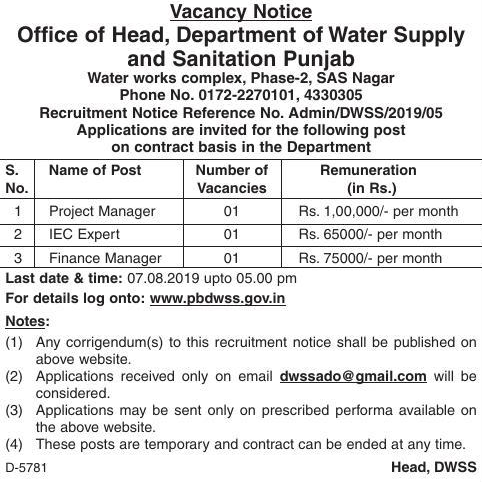 Vacancy Notice
Office of Head, Department of Water Supply
and Sanitation Punjab
Water works complex, Phase-2, SAS Nagar
Phone No. 0172-2270101, 4330305
Recruitment Notice Reference No. Admin/DWSS/2019/05
Applications are invited for the following post
on contract basis in the Department
S. Name of Post Number of Remuneration
No. Vacancies (in Rs.)
1 Project Manager 01 Rs. 1,00,000/- per month
2 IEC Expert 01 Rs. 65000/- per month
3 Finance Manager 01 Rs. 75000/- per month
Last date & time: 07.08.2019 upto 05.00 pm
For details log onto: www.pbdwss.gov.in
Notes:
(1) Any corrigendum(s) to this recruitment notice shall be published on
above website.
(2) Applications received only on email dwssado@gmail.com will be
considered.
(3) Applications may be sent only on prescribed performa available on
the above website.
(4) These posts are temporary and contract can be ended at any time.
D-5781 Head, DWSS